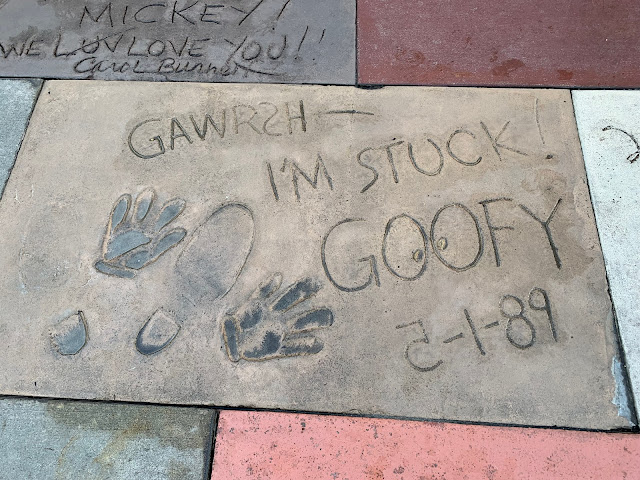 MICKEY!
WE LUV LOVE YOU!!
Carol Burnett
GAWRSH —
I'M STUCK!
GOOFY
5-1-89